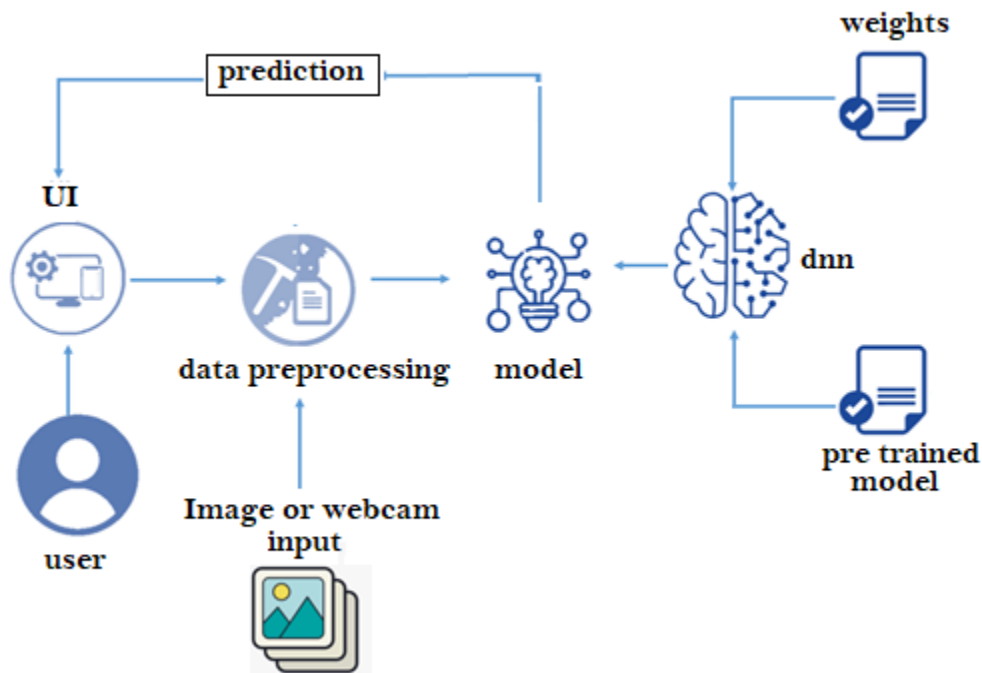 weights
prediction
UI
dnn
data preprocessing
model
pre trained
model
Image or webcam
input
user